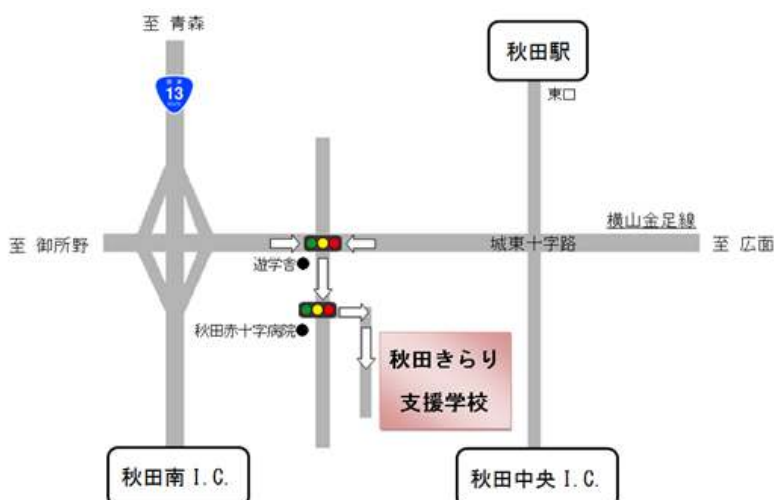 至 青森
秋田駅
13
東口
横山金足線
至 御所野
城東十字路
至 広面
遊学舎
秋田赤十字病院
秋田きらり
支援学校
秋田南 I.C.
秋田中央 I.C.